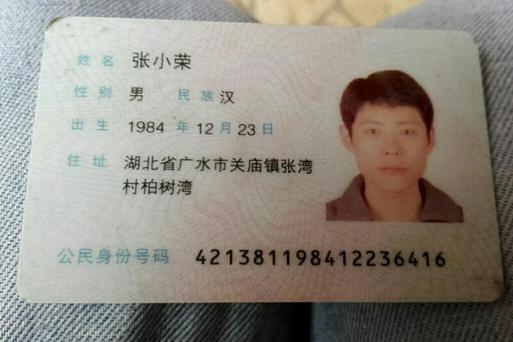 姓名 张小荣
性别 男 民族 汉
出生 1984 年 12 月 23 日
住址 湖北省广水市关庙镇张湾
村柏树湾
公民身份号码 421381198412236416